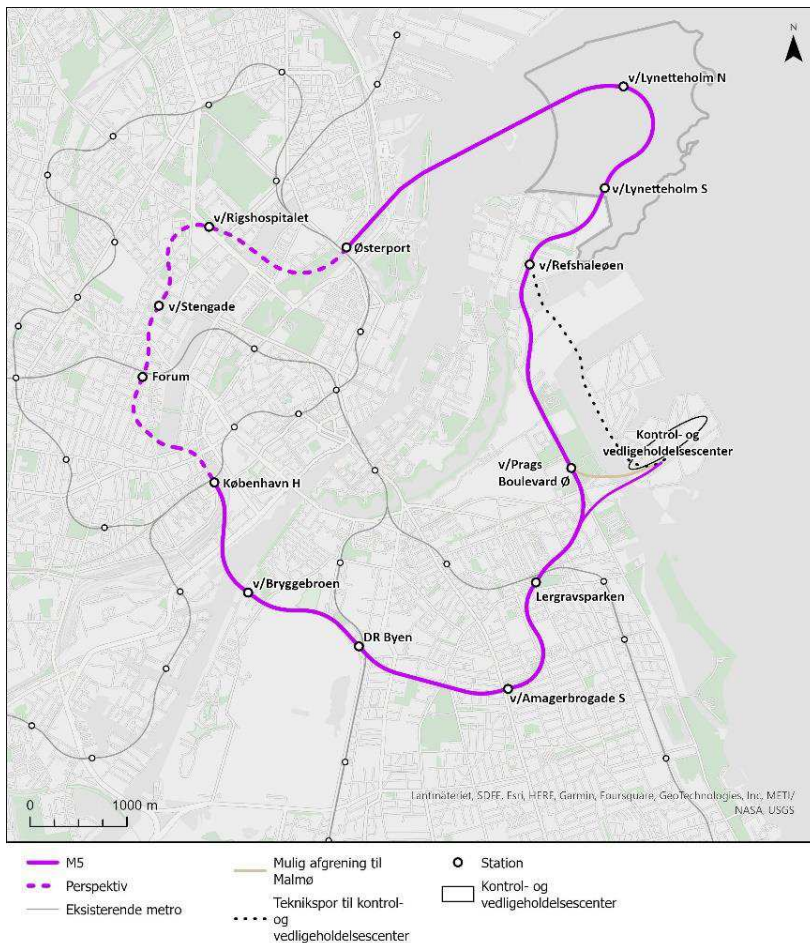 N
v/Lynetteholm N
v/Lynetteholm S
v/Rigshospitalet
Østerport
v/Refshaleøen
v/Stengade
Forum
Kontrol- og
vedligeholdelsescenter
v/Prags
Boulevard Ø
København H
v/Bryggebroen
Lergravsparken
DR Byen
v/Amagerbrogade S
0 1000 m
Lantmäteriet, SDFE, Esri, HERE, Garmin, Foursquare, GeoTechnologies, Inc, METI/
NASA, USGS
M5
Perspektiv
Eksisterende metro
Mulig afgrening til
Malmø
Teknikspor til kontrol-
og
vedligeholdelsescenter
Station
Kontrol- og
vedligeholdelsescenter